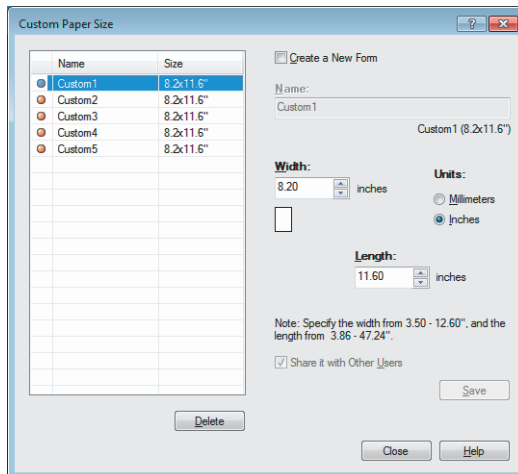 Custom Paper Size
Name Size
Custom1 8.2x11.6"
Custom2 8.2x11.6"
Custom3 8.2x11.6"
Custom4 8.2x11.6"
Custom5 8.2x11.6"
Delete
Create a New Form
Name:
Custom1
Custom1 (8.2x11.6")
Width:
8.20 inches
Units:
Millimeters
Inches
Length:
11.60 inches
Note: Specify the width from 3.50 - 12.60", and the
length from 3.86 - 47.24".
Share it with Other Users
Save
Close Help